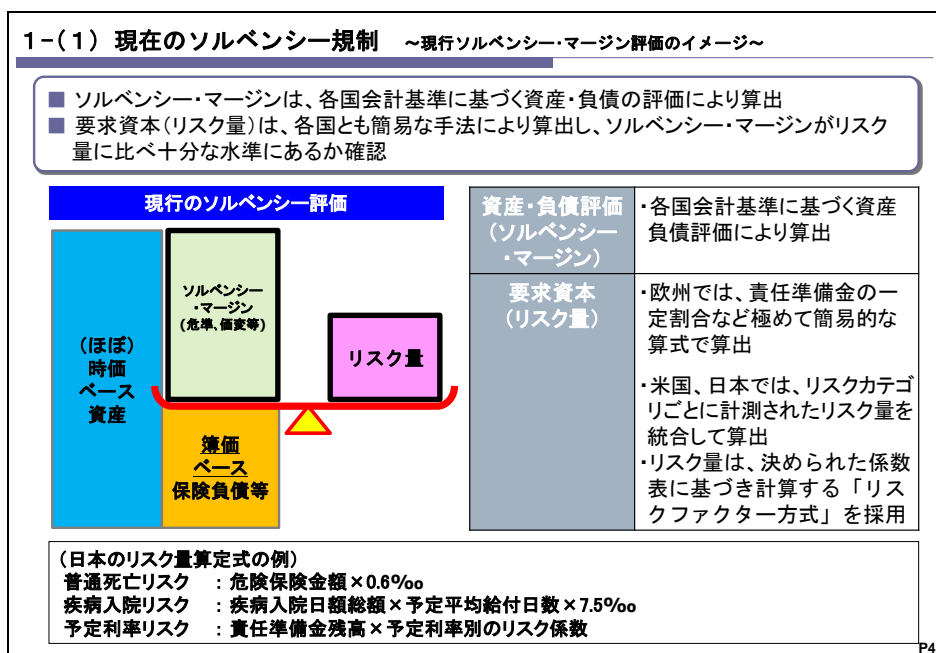 1-(1) 現在のソルベンシー規制 ~現行ソルベンシー・マージン評価のイメージ~
■ ソルベンシー・マージンは、各国会計基準に基づく資産・負債の評価により算出
■ 要求資本(リスク量)は、各国とも簡易な手法により算出し、ソルベンシー・マージンがリスク
量に比べ十分な水準にあるか確認
現行のソルベンシー評価
(ほぼ)
時価
ベース
資産
ソルベンシー
・マージン
(危準、価変等)
リスク量
簿価
ベース
保険負債等
資産・負債評価
(ソルベンシー
・マージン)
・各国会計基準に基づく資産
負債評価により算出
要求資本
(リスク量)
・欧州では、責任準備金の一
定割合など極めて簡易的な
算式で算出
・米国、日本では、リスクカテゴ
リごとに計測されたリスク量を
統合して算出
・リスク量は、決められた係数
表に基づき計算する「リス
クファクター方式」を採用
(日本のリスク量算定式の例)
普通死亡リスク :危険保険金額×0.6‰
疾病入院リスク :疾病入院日額総額×予定平均給付日数×7.5‰
予定利率リスク :責任準備金残高×予定利率別のリスク係数
P4